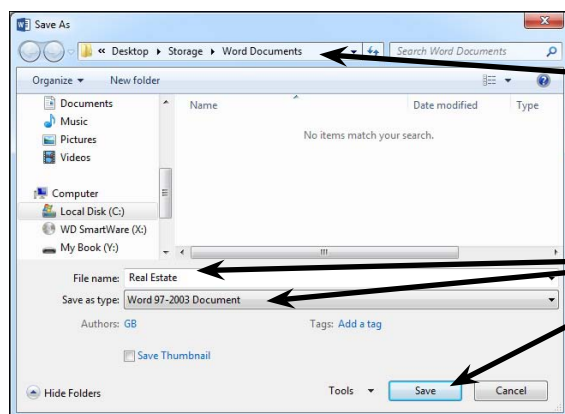 Save As
« Desktop Storage Word Documents Search Word Documents
Organize New folder
Documents Name Date modified Type
Music No items match your search.
Pictures
Videos
Computer
Local Disk (C:)
WD SmartWare (X:)
My Book (Y:)
File name: Real Estate
Save as type: Word 97-2003 Document
Authors: GB Tags: Add a tag
Save Thumbnail
Hide Folders Tools Save Cancel